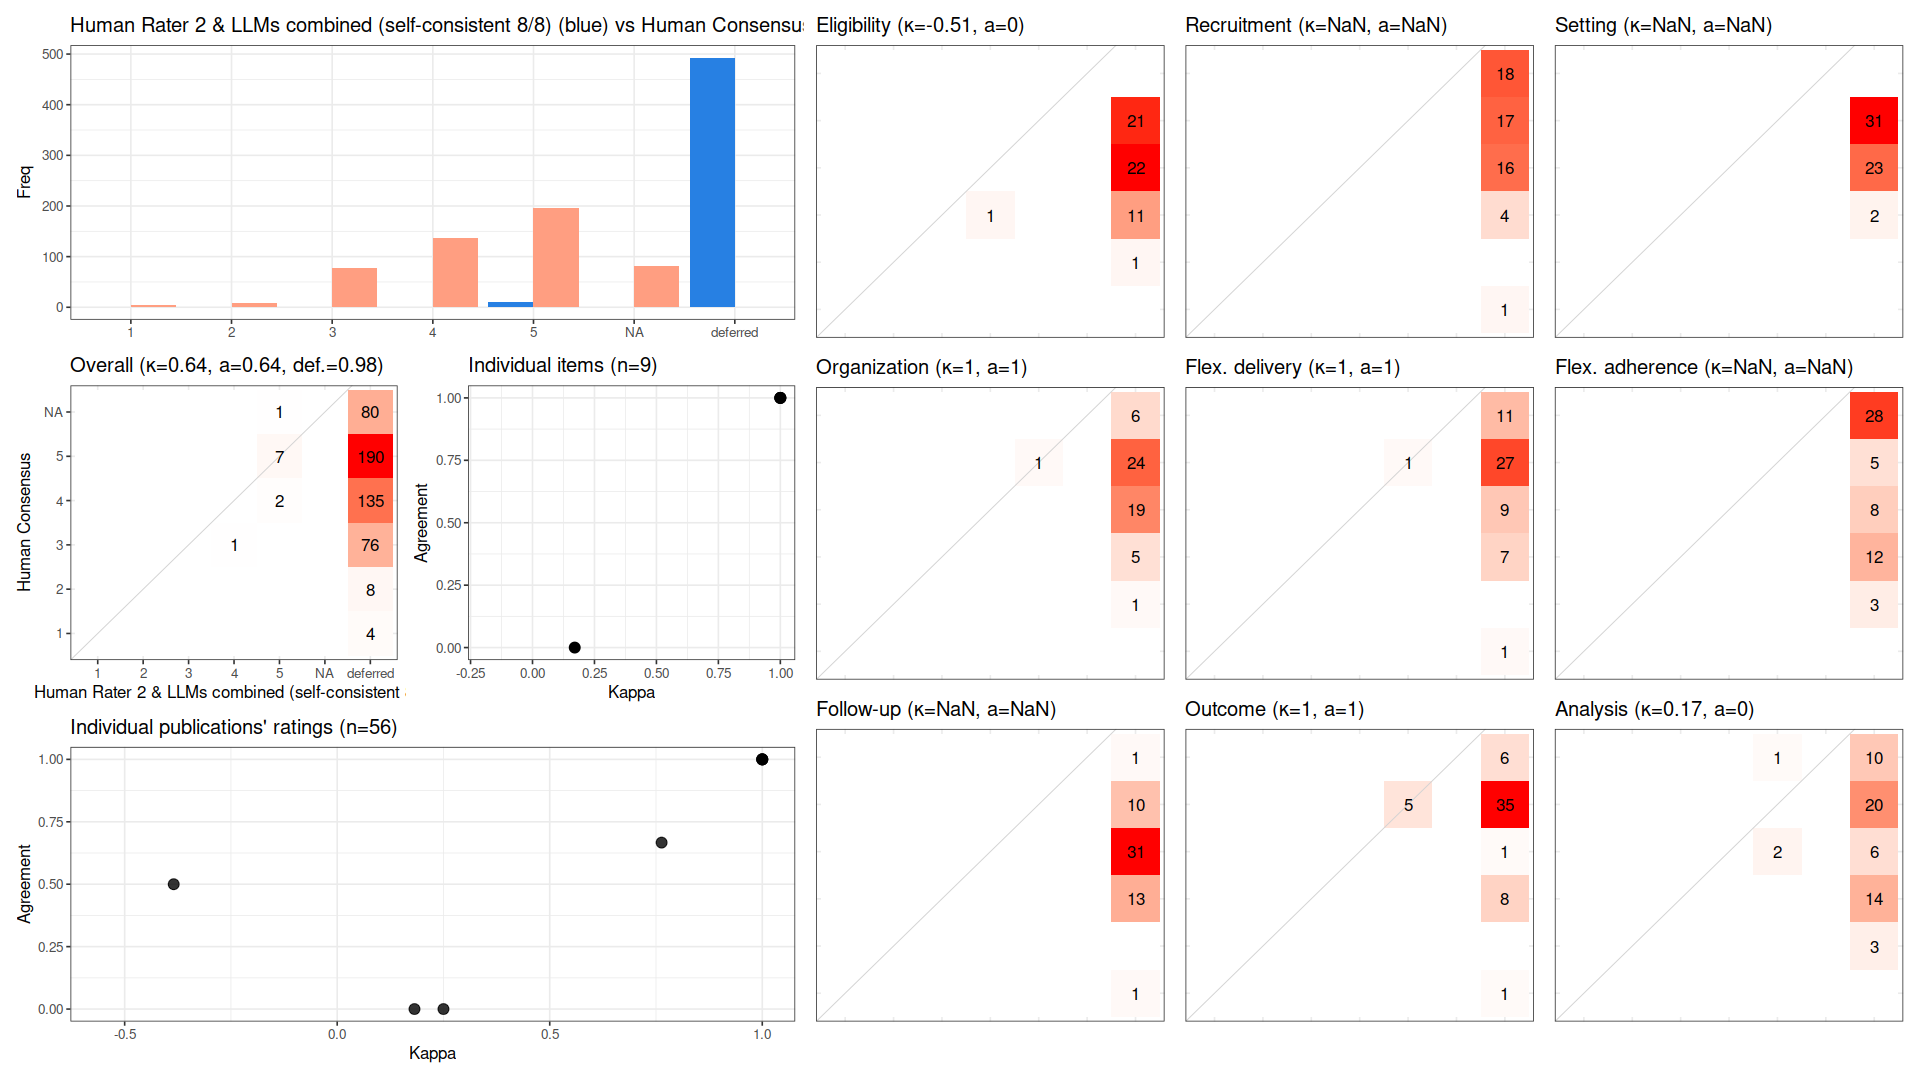 Human Rater 2 & LLMs combined (self-consistent 8/8) (blue) vs Human Consensus
Freq
500
400
300
200
100
0
1 2 3 4 5 NA deferred
Overall (κ=0.64, a=0.64, def.=0.98)
Human Consensus
NA
5
4
3
2
1
1 80
7 190
2 135
1 76
8
4
1 2 3 4 5 NA deferred
Human Rater 2 & LLMs combined (self-consistent
Individual items (n=9)
Agreement
1.00
0.75
0.50
0.25
0.00
-0.25 0.00 0.25 0.50 0.75 1.00
Kappa
Individual publications' ratings (n=56)
Agreement
1.00
0.75
0.50
0.25
0.00
-0.5 0.0 0.5 1.0
Kappa
Eligibility (κ=-0.51, a=0)
21
22
1 11
1
Recruitment (κ=NaN, a=NaN)
18
17
16
4
1
Setting (κ=NaN, a=NaN)
31
23
2
Organization (κ=1, a=1)
6
1 24
19
5
1
Flex. delivery (κ=1, a=1)
11
1 27
9
7
1
Flex. adherence (κ=NaN, a=NaN)
28
5
8
12
3
Follow-up (κ=NaN, a=NaN)
1
10
31
13
1
Outcome (κ=1, a=1)
6
5 35
1
8
1
Analysis (κ=0.17, a=0)
1 10
20
2 6
14
3